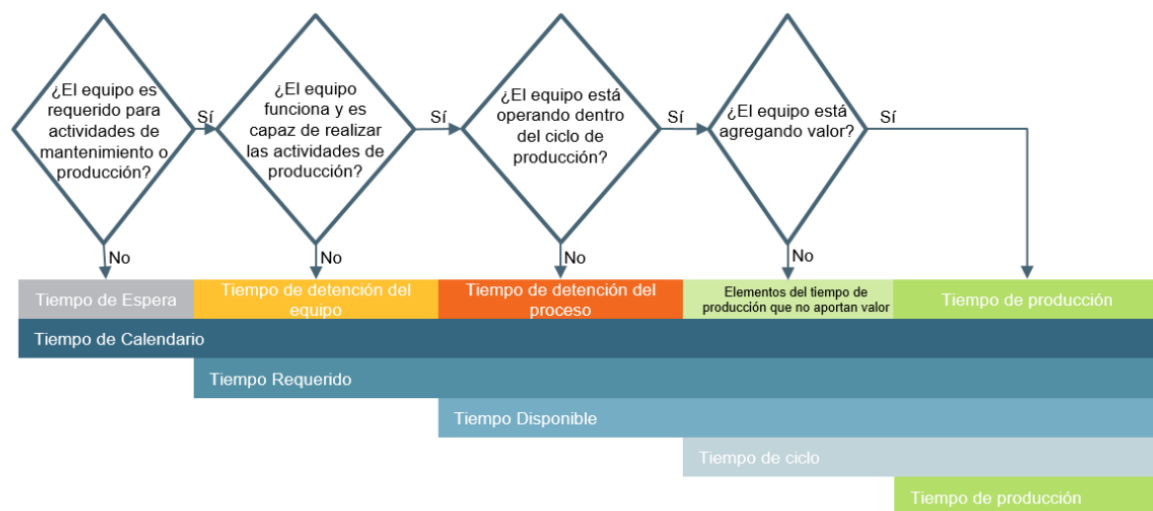 ¿El equipo es
requerido para
actividades de
mantenimiento o
producción?
Sí
No
¿El equipo
funciona y es
capaz de realizar
las actividades de
producción?
Sí
No
¿El equipo está
operando dentro
del ciclo de
producción?
Sí
No
¿El equipo está
agregando valor?
Sí
No
Tiempo de Espera
Tiempo de detención del
equipo
Tiempo de detención del
proceso
Elementos del tiempo de
producción que no aportan valor
Tiempo de producción
Tiempo de Calendario
Tiempo Requerido
Tiempo Disponible
Tiempo de ciclo
Tiempo de producción